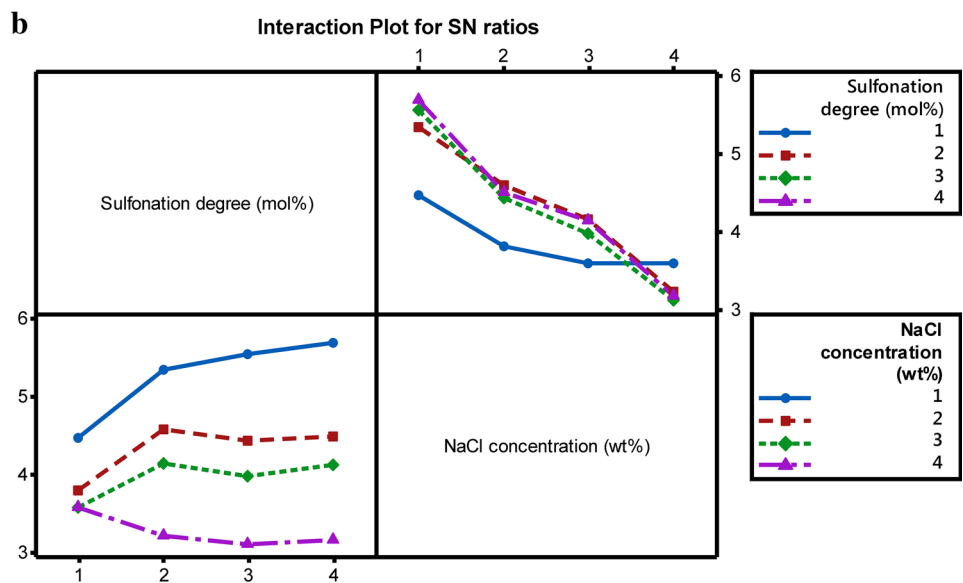 b
Interaction Plot for SN ratios
1 2 3 4
Sulfonation degree (mol%)
6
5
4
3
Sulfonation
degree (mol%)
1
2
3
4
6
5
4
3
NaCl concentration (wt%)
NaCl
concentration
(wt%)
1
2
3
4
1 2 3 4